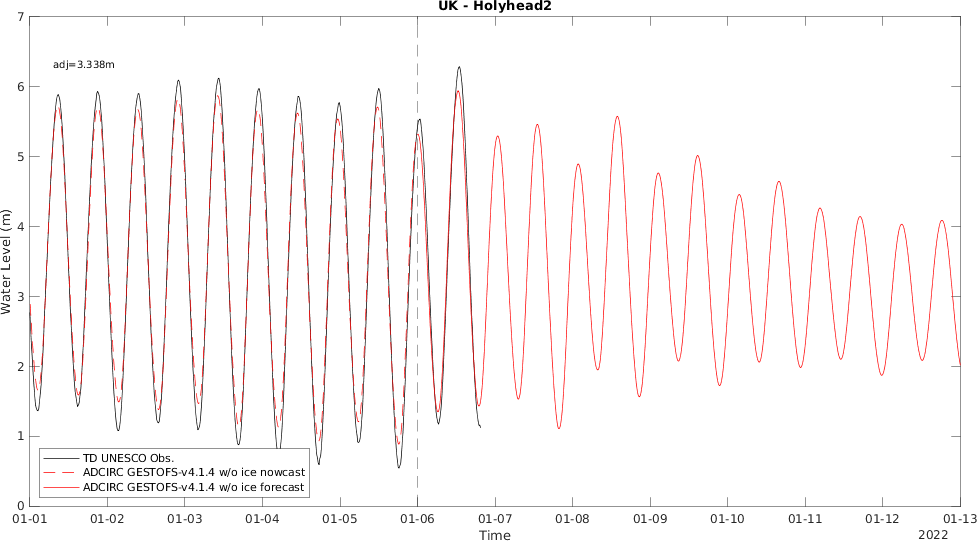 UK - Holyhead2
7
adj=3.338m
6
5
4
3
2
1
0
Water Level (m)
TD UNESCO Obs.
ADCIRC GESTOFS-v4.1.4 w/o ice nowcast
ADCIRC GESTOFS-v4.1.4 w/o ice forecast
01-01 01-02 01-03 01-04 01-05 01-06 01-07 01-08 01-09 01-10 01-11 01-12 01-13
Time
2022